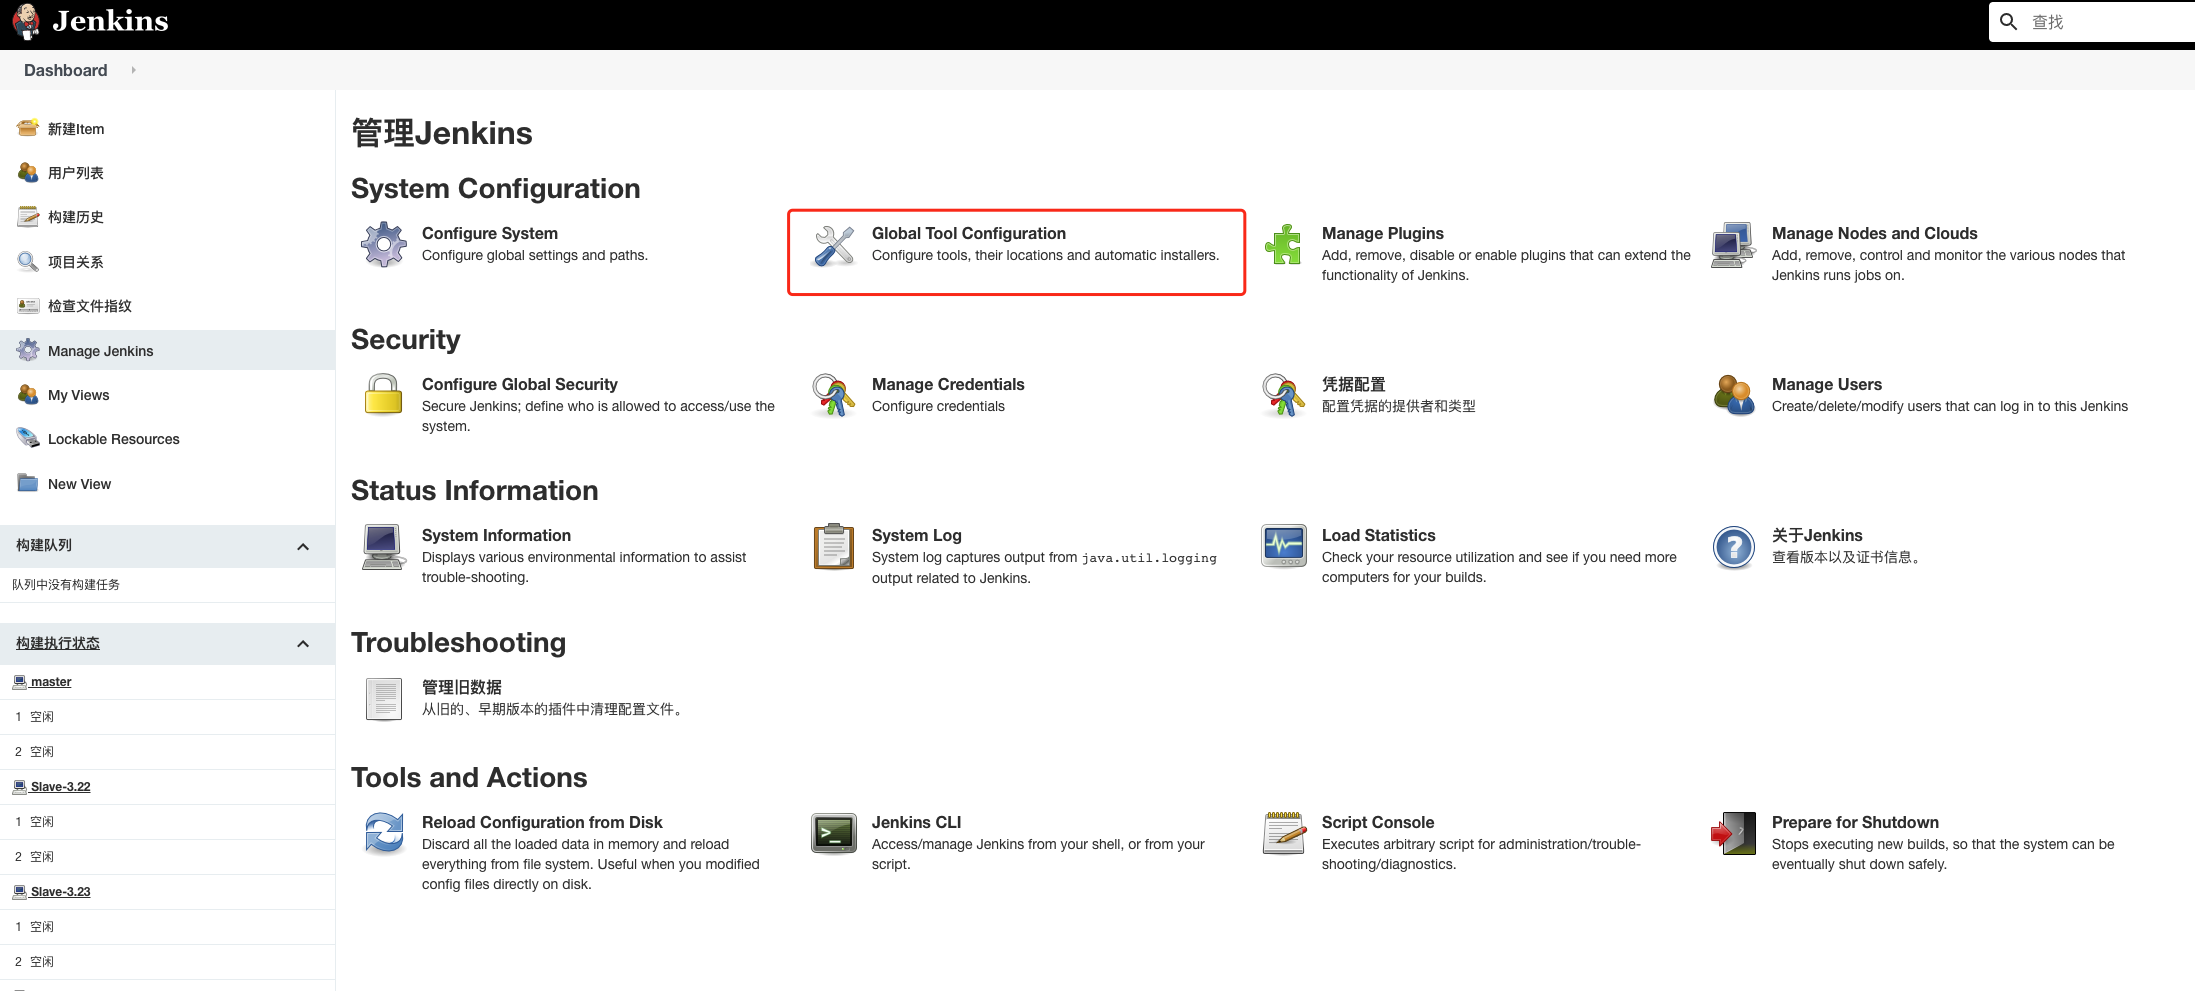 Jenkins
查找
Dashboard
新建Item
用户列表
构建历史
项目关系
检查文件指纹
Manage Jenkins
My Views
Lockable Resources
New View
构建队列
队列中没有构建任务
构建执行状态
master
1 空闲
2 空闲
Slave-3.22
1 空闲
2 空闲
Slave-3.23
1 空闲
2 空闲
管理Jenkins
System Configuration
Configure System
Configure global settings and paths.
Global Tool Configuration
Configure tools, their locations and automatic installers.
Manage Plugins
Add, remove, disable or enable plugins that can extend the
functionality of Jenkins.
Manage Nodes and Clouds
Add, remove, control and monitor the various nodes that
Jenkins runs jobs on.
Security
Configure Global Security
Secure Jenkins; define who is allowed to access/use the
system.
Manage Credentials
Configure credentials
凭据配置
配置凭据的提供者和类型
Manage Users
Create/delete/modify users that can log in to this Jenkins
Status Information
System Information
Displays various environmental information to assist
trouble-shooting.
System Log
System log captures output from java.util.logging
output related to Jenkins.
Load Statistics
Check your resource utilization and see if you need more
computers for your builds.
关于Jenkins
查看版本以及证书信息。
Troubleshooting
管理旧数据
从旧的、早期版本的插件中清理配置文件。
Tools and Actions
Reload Configuration from Disk
Discard all the loaded data in memory and reload
everything from file system. Useful when you modified
config files directly on disk.
Jenkins CLI
Access/manage Jenkins from your shell, or from your
script.
Script Console
Executes arbitrary script for administration/trouble-
shooting/diagnostics.
Prepare for Shutdown
Stops executing new builds, so that the system can be
eventually shut down safely.